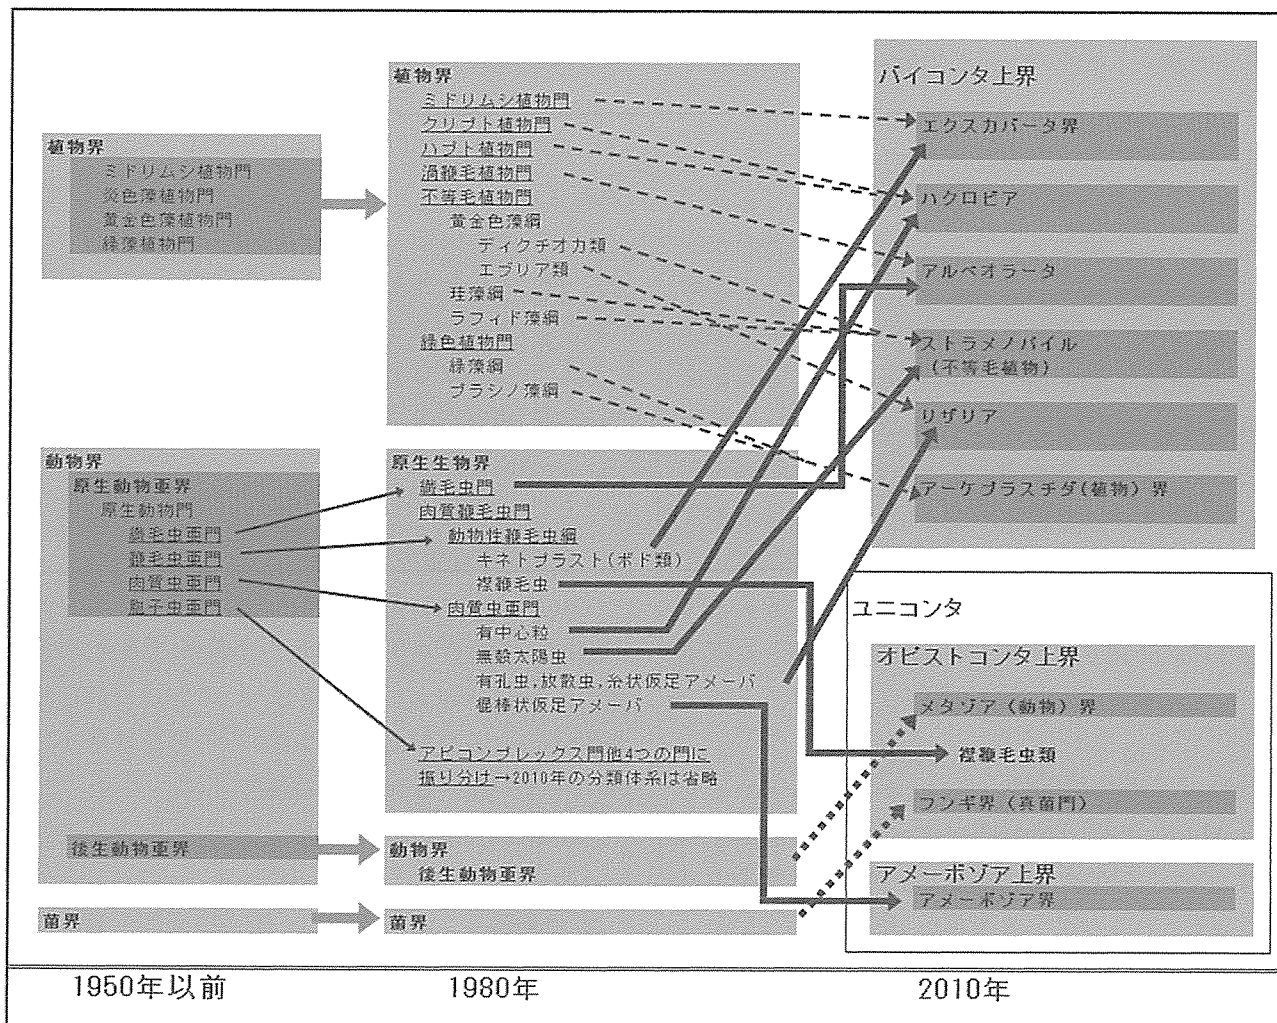 植物界
ミドリムシ植物門
炎色藻植物門
黄金色藻植物門
緑藻植物門
動物界
原生動物亜界
原生動物門
繊毛虫亜門
鞭毛虫亜門
肉質虫亜門
胞子虫亜門
後生動物亜界
菌界
1950年以前
植物界
ミドリムシ植物門
クリプト植物門
ハプト植物門
渦鞭毛植物門
不等毛植物門
黄金色藻綱
ディクチオカ類
エブリア類
珪藻綱
ラフィド藻綱
緑色植物門
緑藻綱
プラシノ藻綱
原生生物界
繊毛虫門
肉質鞭毛虫門
動物性鞭毛虫綱
キネトプラスト(ボド類)
襟鞭毛虫
肉質虫亜門
有中心粒
無殻太陽虫
有孔虫,放散虫,糸状仮足アメーバ
棍棒状仮足アメーバ
アピコンプレックス門他4つの門に
振り分け→2010年の分類体系は省略
動物界
後生動物亜界
菌界
1980年
バイコンタ上界
エクスカバータ界
ハクロビア
アルベオラータ
ストラメノパイル
(不等毛植物)
リザリア
アーケプラスチダ(植物)界
ユニコンタ
オピストコンタ上界
メタゾア(動物)界
襟鞭毛虫類
フンギ界(真菌門)
アメーボゾア上界
アメーボゾア界
2010年